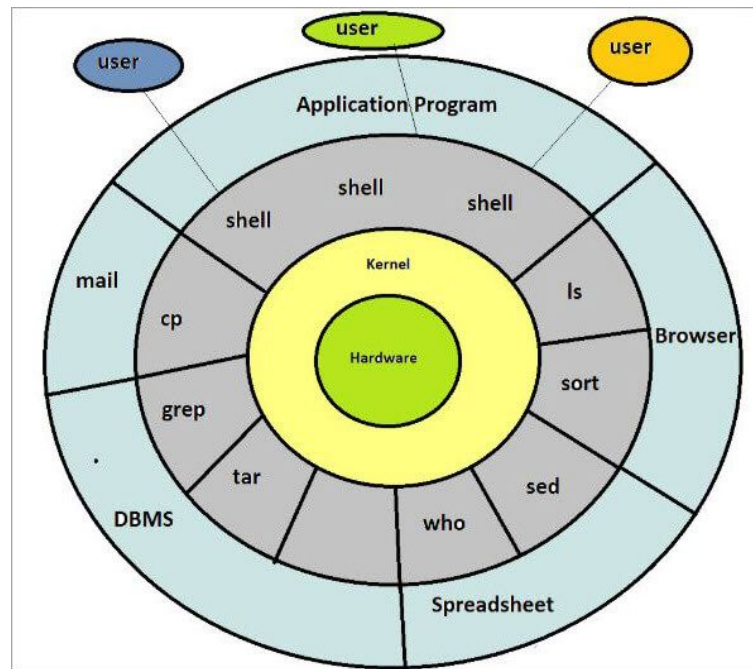 user
user
user
Application Program
shell
shell
shell
Kernel
Hardware
mail
cp
ls
Browser
grep
sort
tar
sed
DBMS
who
Spreadsheet